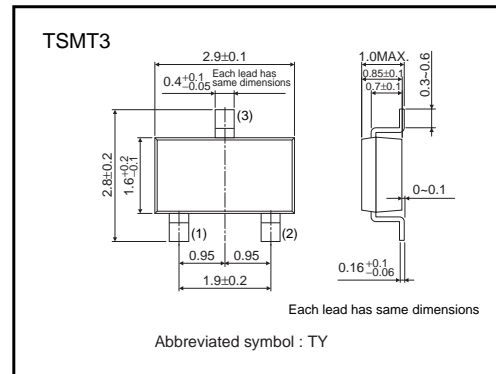 TSMT3
2.9±0.1
0.4 +0.1 -0.05
Each lead has
same dimensions
(3)
2.8±0.2
1.6 +0.2 -0.1
(1)
(2)
0.95
0.95
1.9±0.2
1.0MAX.
0.85±0.1
0.7±0.1
0.3~0.6
0~0.1
0.16 +0.1 -0.06
Each lead has same dimensions
Abbreviated symbol : TY